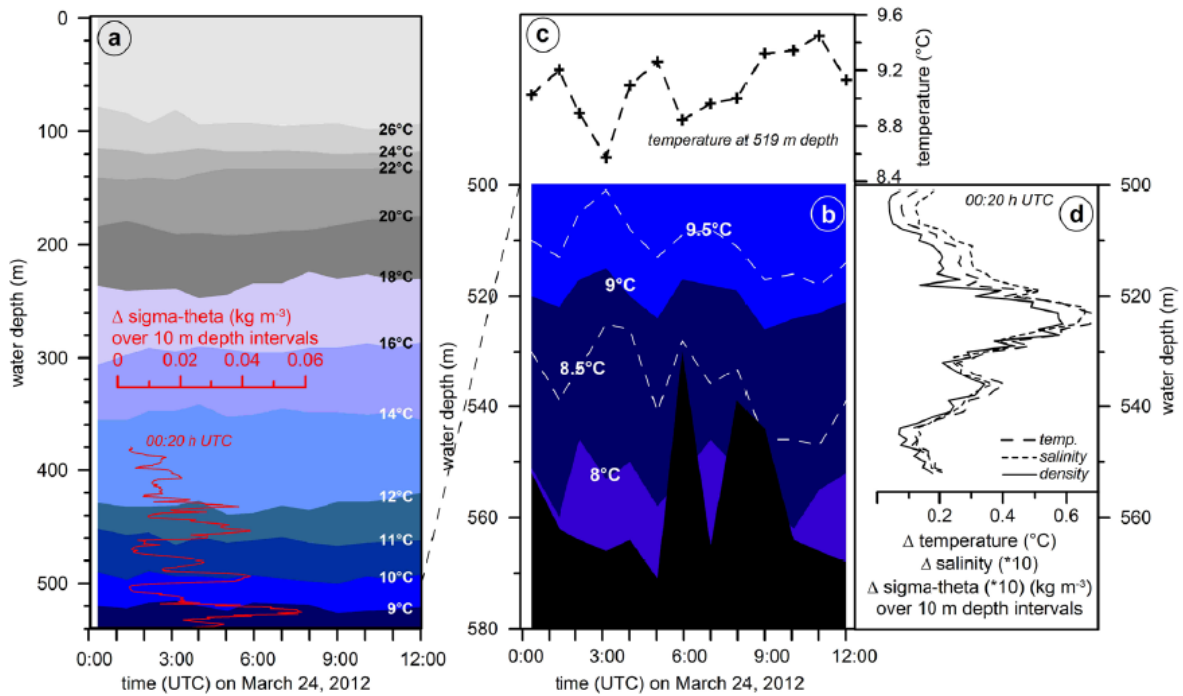 a
0
100
200
300
400
500
water depth (m)
26°C
24°C
22°C
20°C
18°C
16°C
14°C
12°C
11°C
10°C
9°C
Δ sigma-theta (kg m⁻³)
over 10 m depth intervals
0 0.02 0.04 0.06
00:20 h UTC
0:00 3:00 6:00 9:00 12:00
time (UTC) on March 24, 2012
c
9.6
9.2
8.8
8.4
temperature (°C)
temperature at 519 m depth
b
500
520
540
560
580
water depth (m)
9.5°C
9°C
8.5°C
8°C
0:00 3:00 6:00 9:00 12:00
time (UTC) on March 24, 2012
00:20 h UTC
d
500
520
540
560
water depth (m)
temp.
salinity
density
0.2 0.4 0.6
Δ temperature (°C)
Δ salinity (*10)
Δ sigma-theta (*10) (kg m⁻³)
over 10 m depth intervals